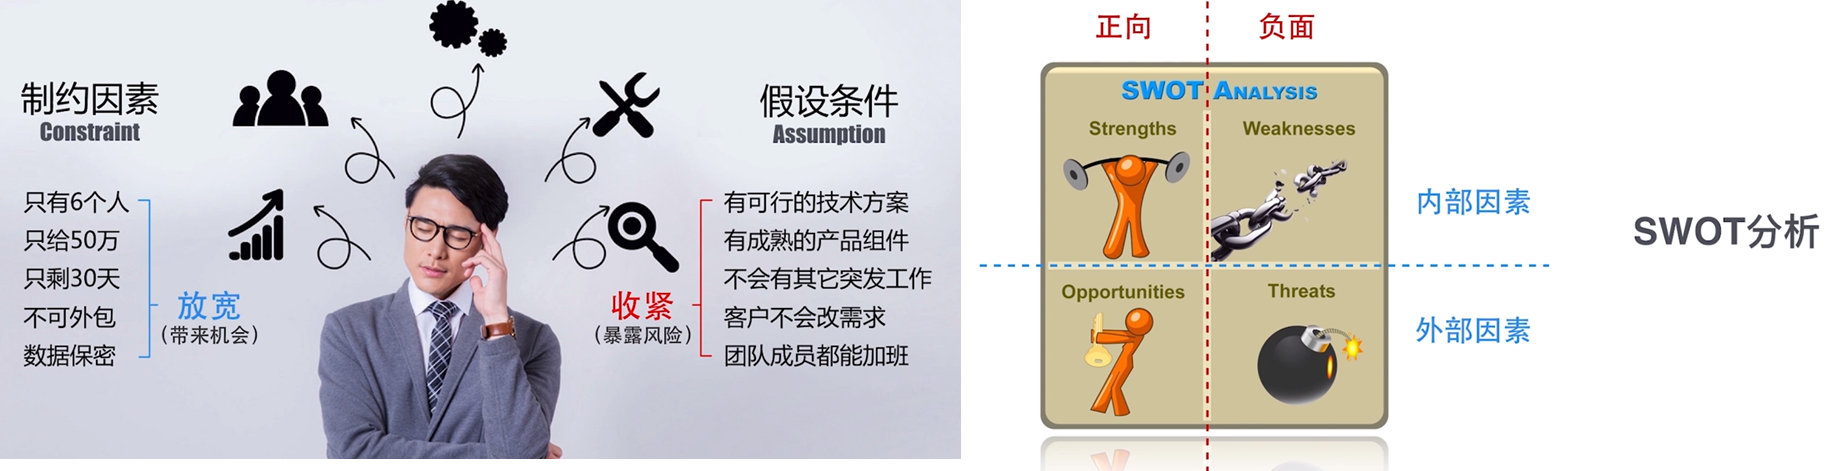 制约因素
Constraint
只有6个人
只给50万
只剩30天
不可外包
数据保密
放宽
（带来机会）
假设条件
Assumption
收紧
（暴露风险）
有可行的技术方案
有成熟的产品组件
不会有其它突发工作
客户不会改需求
团队成员都能加班
正向
负面
SWOT ANALYSIS
Strengths
Weaknesses
Opportunities
Threats
内部因素
外部因素
SWOT分析